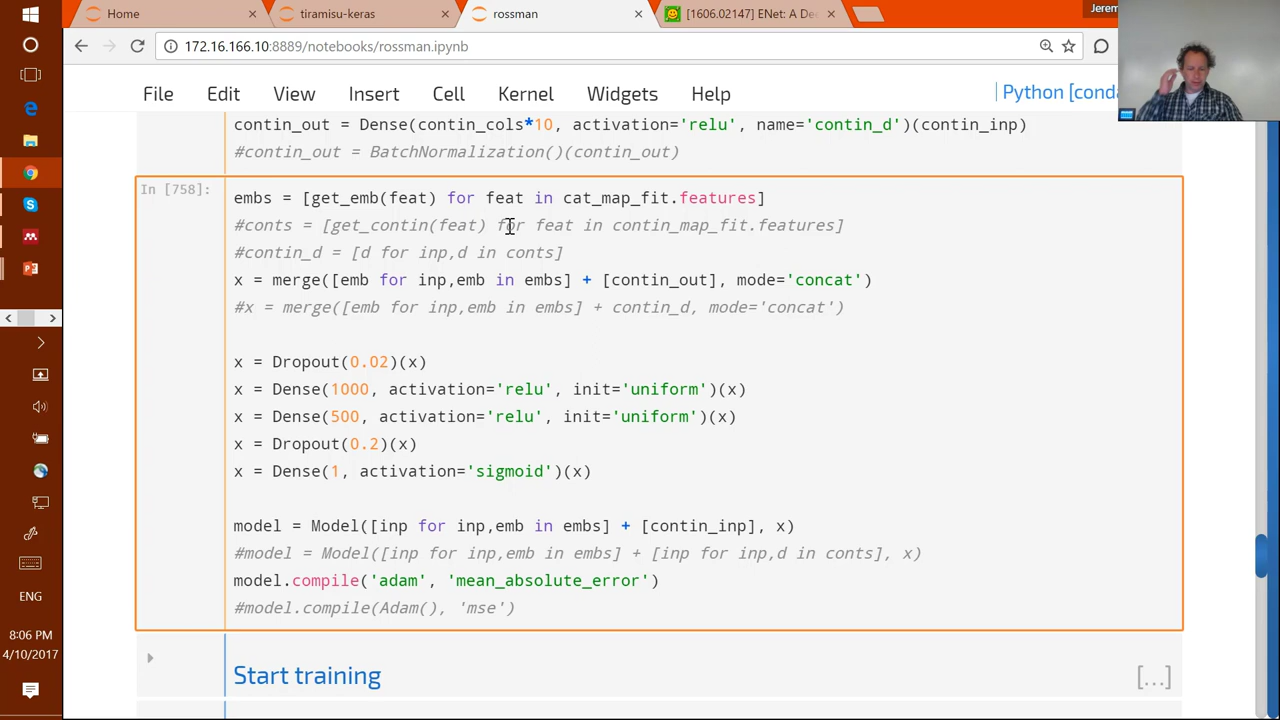 Home
tiramisu-keras
rossman
[1606.02147] ENet: A De
Jerem
172.16.166.10:8889/notebooks/rossman.ipynb
File Edit View Insert Cell Kernel Widgets Help
Python [conda
contin_out = Dense(contin_cols*10, activation='relu', name='contin_d')(contin_inp)
#contin_out = BatchNormalization()(contin_out)
In [758]:
embs = [get_emb(feat) for feat in cat_map_fit.features]
#conts = [get_contin(feat) for feat in contin_map_fit.features]
#contin_d = [d for inp,d in conts]
x = merge([emb for inp,emb in embs] + [contin_out], mode='concat')
#x = merge([emb for inp,emb in embs] + contin_d, mode='concat')
x = Dropout(0.02)(x)
x = Dense(1000, activation='relu', init='uniform')(x)
x = Dense(500, activation='relu', init='uniform')(x)
x = Dropout(0.2)(x)
x = Dense(1, activation='sigmoid')(x)
model = Model([inp for inp,emb in embs] + [contin_inp], x)
#model = Model([inp for inp,emb in embs] + [inp for inp,d in conts], x)
model.compile('adam', 'mean_absolute_error')
#model.compile(Adam(), 'mse')
Start training
[...]
ENG
8:06 PM
4/10/2017